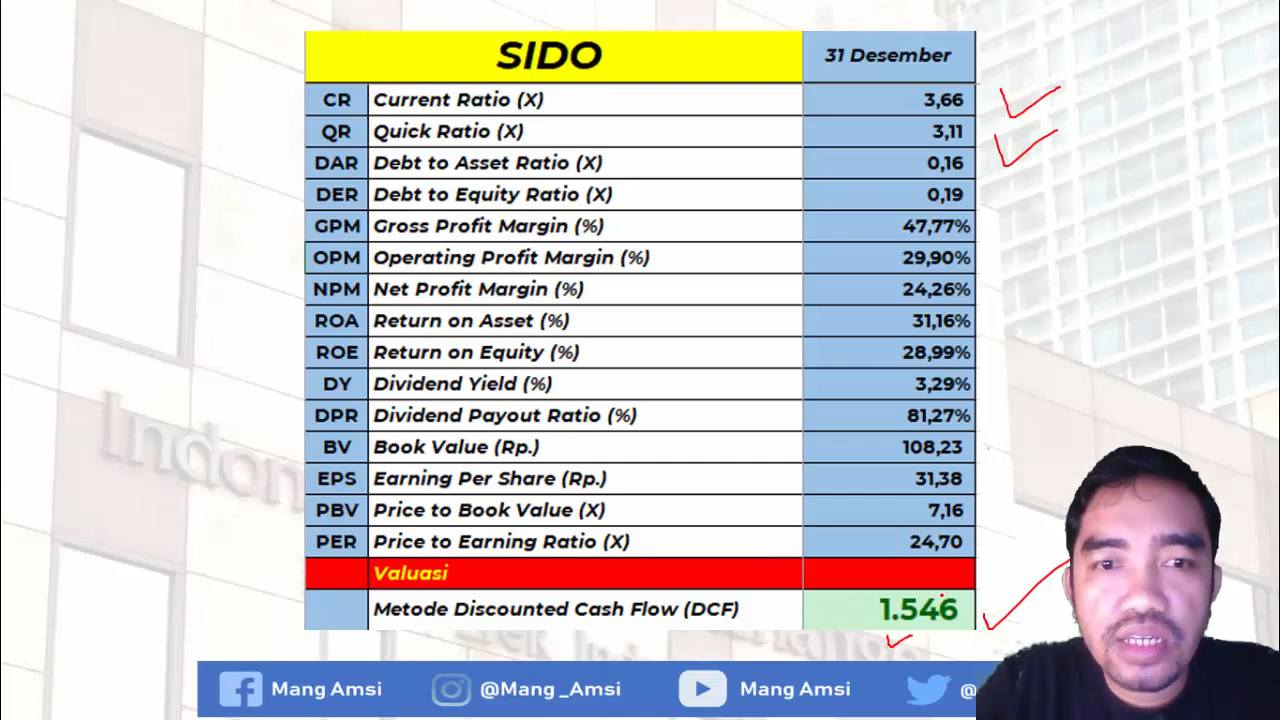 SIDO 31 Desember
CR Current Ratio (X) 3,66
QR Quick Ratio (X) 3,11
DAR Debt to Asset Ratio (X) 0,16
DER Debt to Equity Ratio (X) 0,19
GPM Gross Profit Margin (%) 47,77%
OPM Operating Profit Margin (%) 29,90%
NPM Net Profit Margin (%) 24,26%
ROA Return on Asset (%) 31,16%
ROE Return on Equity (%) 28,99%
DY Dividend Yield (%) 3,29%
DPR Dividend Payout Ratio (%) 81,27%
BV Book Value (Rp.) 108,23
EPS Earning Per Share (Rp.) 31,38
PBV Price to Book Value (X) 7,16
PER Price to Earning Ratio (X) 24,70
Valuasi
Metode Discounted Cash Flow (DCF) 1.546
Indon
Mang Amsi @Mang_Amsi Mang Amsi @